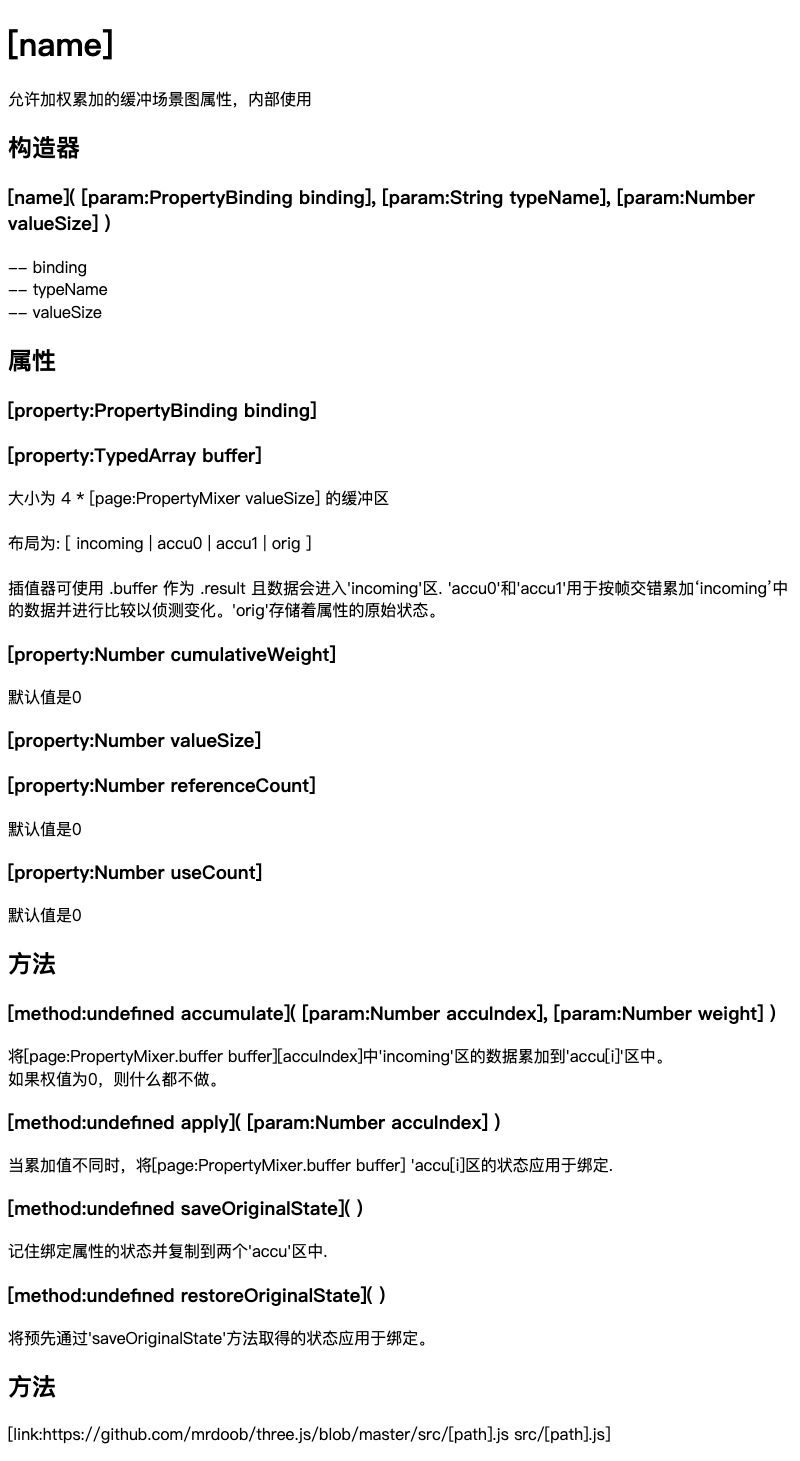 [name]
允许加权累加的缓冲场景图属性，内部使用
构造器
[name]( [param:PropertyBinding binding], [param:String typeName], [param:Number
valueSize] )
-- binding
-- typeName
-- valueSize
属性
[property:PropertyBinding binding]
[property:TypedArray buffer]
大小为 4 * [page:PropertyMixer valueSize] 的缓冲区
布局为: [ incoming | accu0 | accu1 | orig ]
插值器可使用 .buffer 作为 .result 且数据会进入'incoming'区. 'accu0'和'accu1'用于按帧交错累加‘incoming’中
的数据并进行比较以侦测变化。'orig'存储着属性的原始状态。
[property:Number cumulativeWeight]
默认值是0
[property:Number valueSize]
[property:Number referenceCount]
默认值是0
[property:Number useCount]
默认值是0
方法
[method:undefined accumulate]( [param:Number accuIndex], [param:Number weight] )
将[page:PropertyMixer.buffer buffer][accuIndex]中'incoming'区的数据累加到'accu[i]'区中。
如果权值为0，则什么都不做。
[method:undefined apply]( [param:Number accuIndex] )
当累加值不同时，将[page:PropertyMixer.buffer buffer] 'accu[i]区的状态应用于绑定.
[method:undefined saveOriginalState]( )
记住绑定属性的状态并复制到两个'accu'区中.
[method:undefined restoreOriginalState]( )
将预先通过'saveOriginalState'方法取得的状态应用于绑定。
方法
[link:https://github.com/mrdoob/three.js/blob/master/src/[path].js src/[path].js]